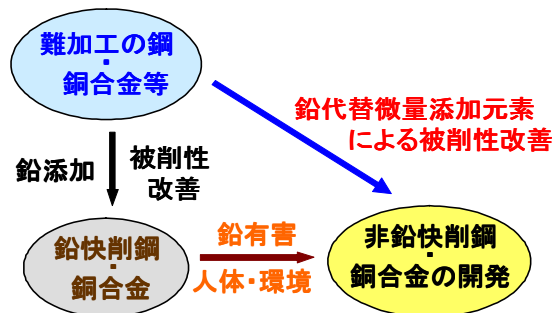 難加工の鋼
・
銅合金等
鉛代替微量添加元素
による被削性改善
鉛添加
被削性
改善
鉛快削鋼
・
銅合金
鉛有害
人体・環境
非鉛快削鋼
・
銅合金の開発